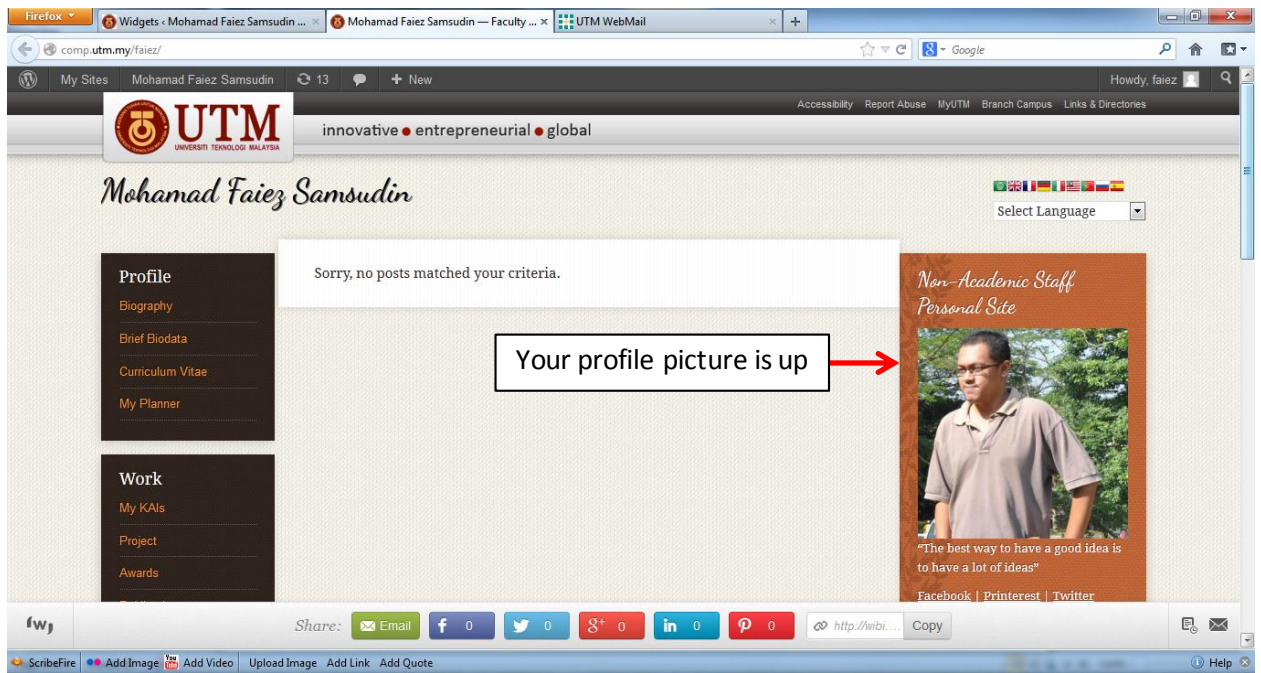 Firefox
Widgets ‹ Mohamad Faiez Samsudin ...
Mohamad Faiez Samsudin — Faculty ...
UTM WebMail
comp.utm.my/faiez/
Google
My Sites
Mohamad Faiez Samsudin
13
+ New
Howdy, faiez
Accessibility Report Abuse MyUTM Branch Campus Links & Directories
UTM
UNIVERSITI TEKNOLOGI MALAYSIA
innovative ● entrepreneurial ● global
Mohamad Faiez Samsudin
Select Language
Profile
Biography
Brief Biodata
Curriculum Vitae
My Planner
Work
My KAIs
Project
Awards
Sorry, no posts matched your criteria.
Your profile picture is up
Non-Academic Staff
Personal Site
“The best way to have a good idea is
to have a lot of ideas”
Facebook | Printerest | Twitter
Share:
Email
f 0
0
g+ 0
in 0
0
http://wibi....
Copy
ScribeFire
Add Image
You Tube
Add Video
Upload Image
Add Link
Add Quote
Help